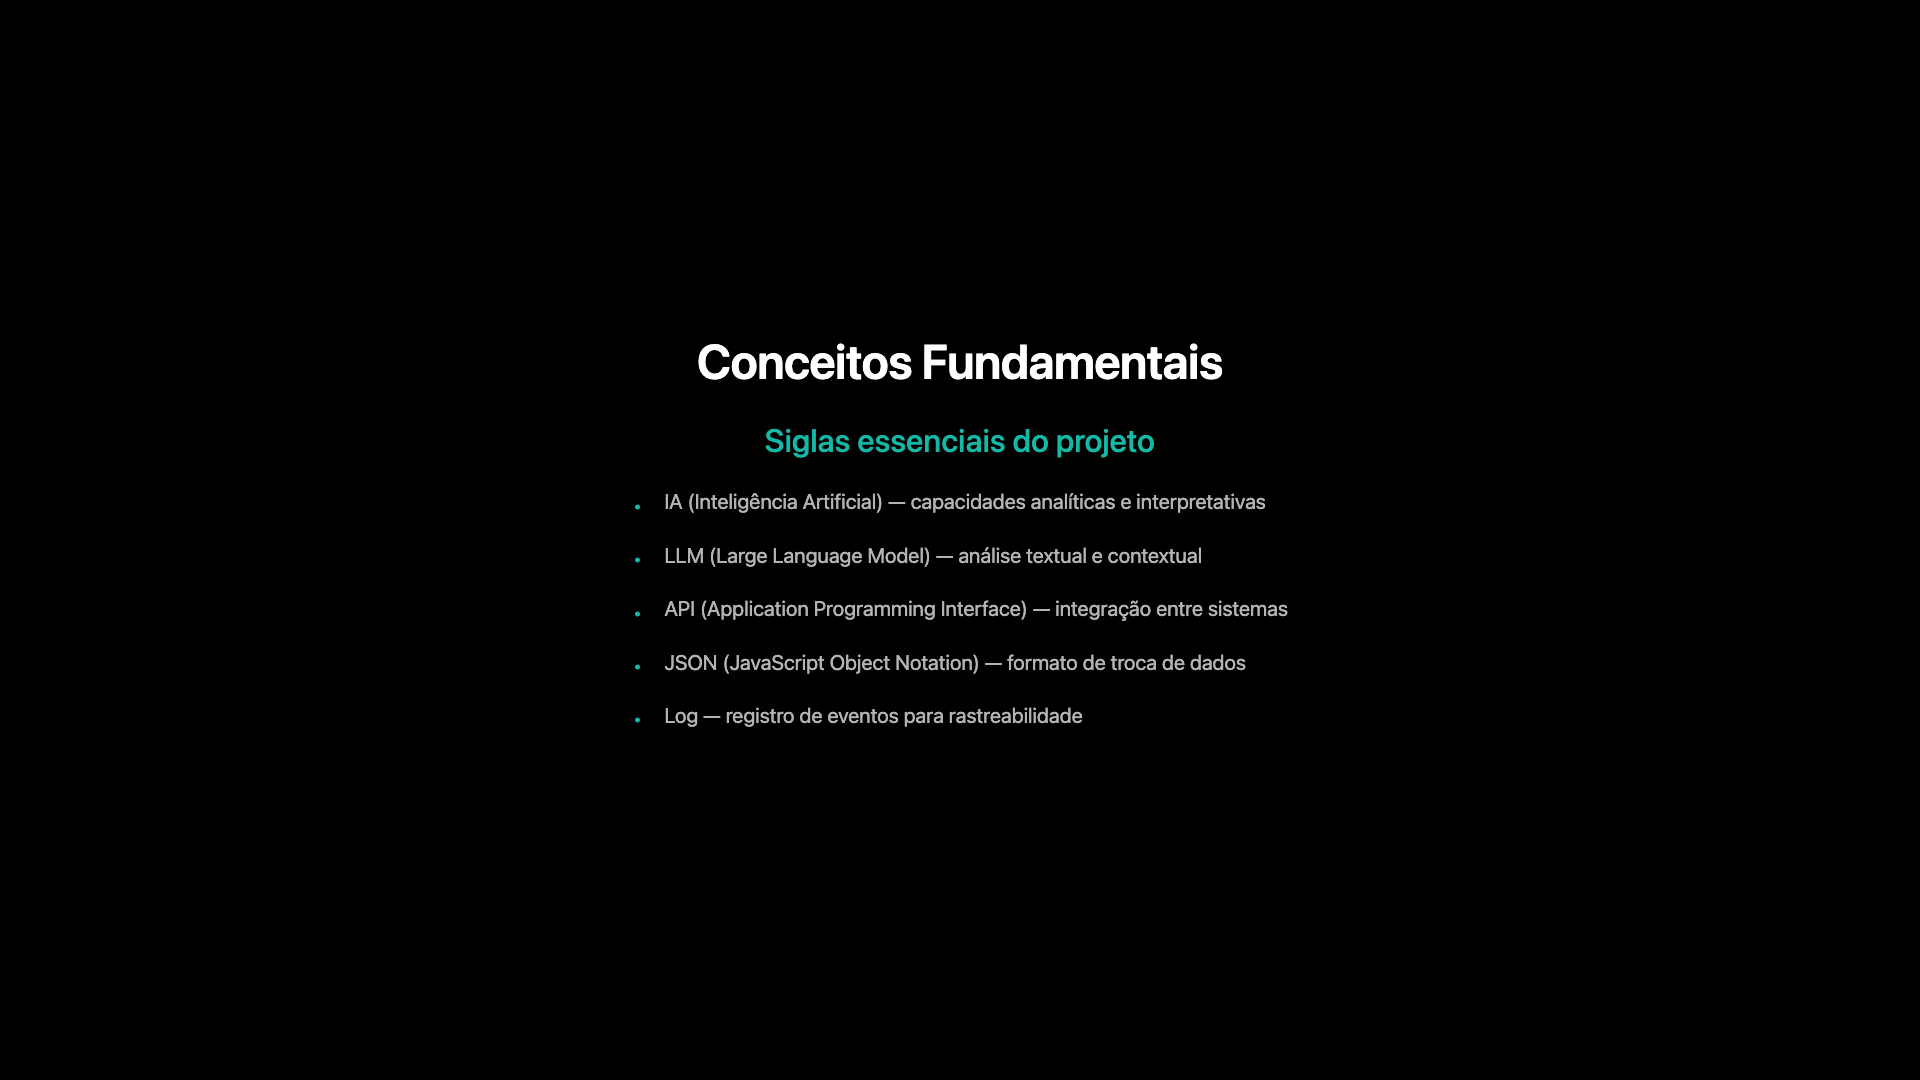 Conceitos Fundamentais
Siglas essenciais do projeto
• IA (Inteligência Artificial) — capacidades analíticas e interpretativas
• LLM (Large Language Model) — análise textual e contextual
• API (Application Programming Interface) — integração entre sistemas
• JSON (JavaScript Object Notation) — formato de troca de dados
• Log — registro de eventos para rastreabilidade